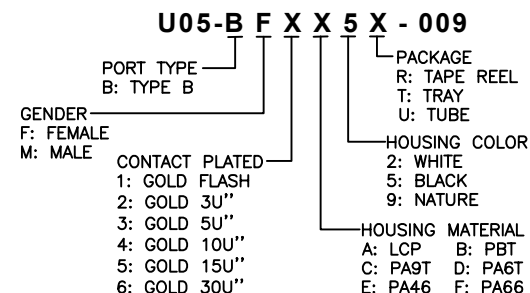 U05-B F X X 5 X - 009
PORT TYPE
B: TYPE B
GENDER
F: FEMALE
M: MALE
CONTACT PLATED
1: GOLD FLASH
2: GOLD 3U''
3: GOLD 5U''
4: GOLD 10U''
5: GOLD 15U''
6: GOLD 30U''
PACKAGE
R: TAPE REEL
T: TRAY
U: TUBE
HOUSING COLOR
2: WHITE
5: BLACK
9: NATURE
HOUSING MATERIAL
A: LCP B: PBT
C: PA9T D: PA6T
E: PA46 F: PA66